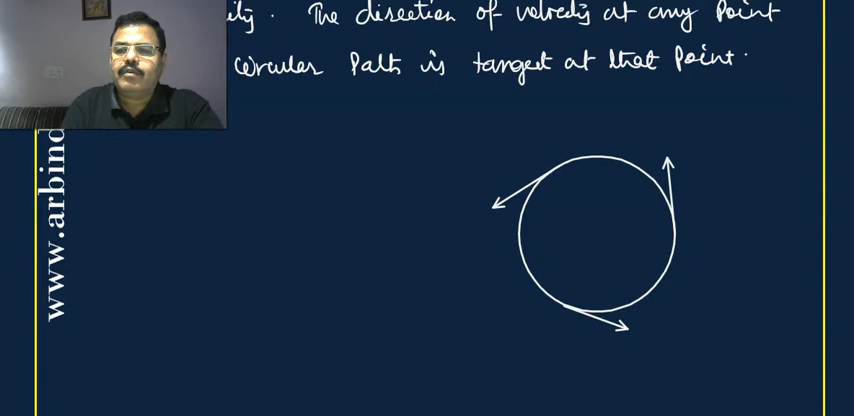 ity. The direction of velocity at any Point
circular Path is tangent at that Point.
www.arbind